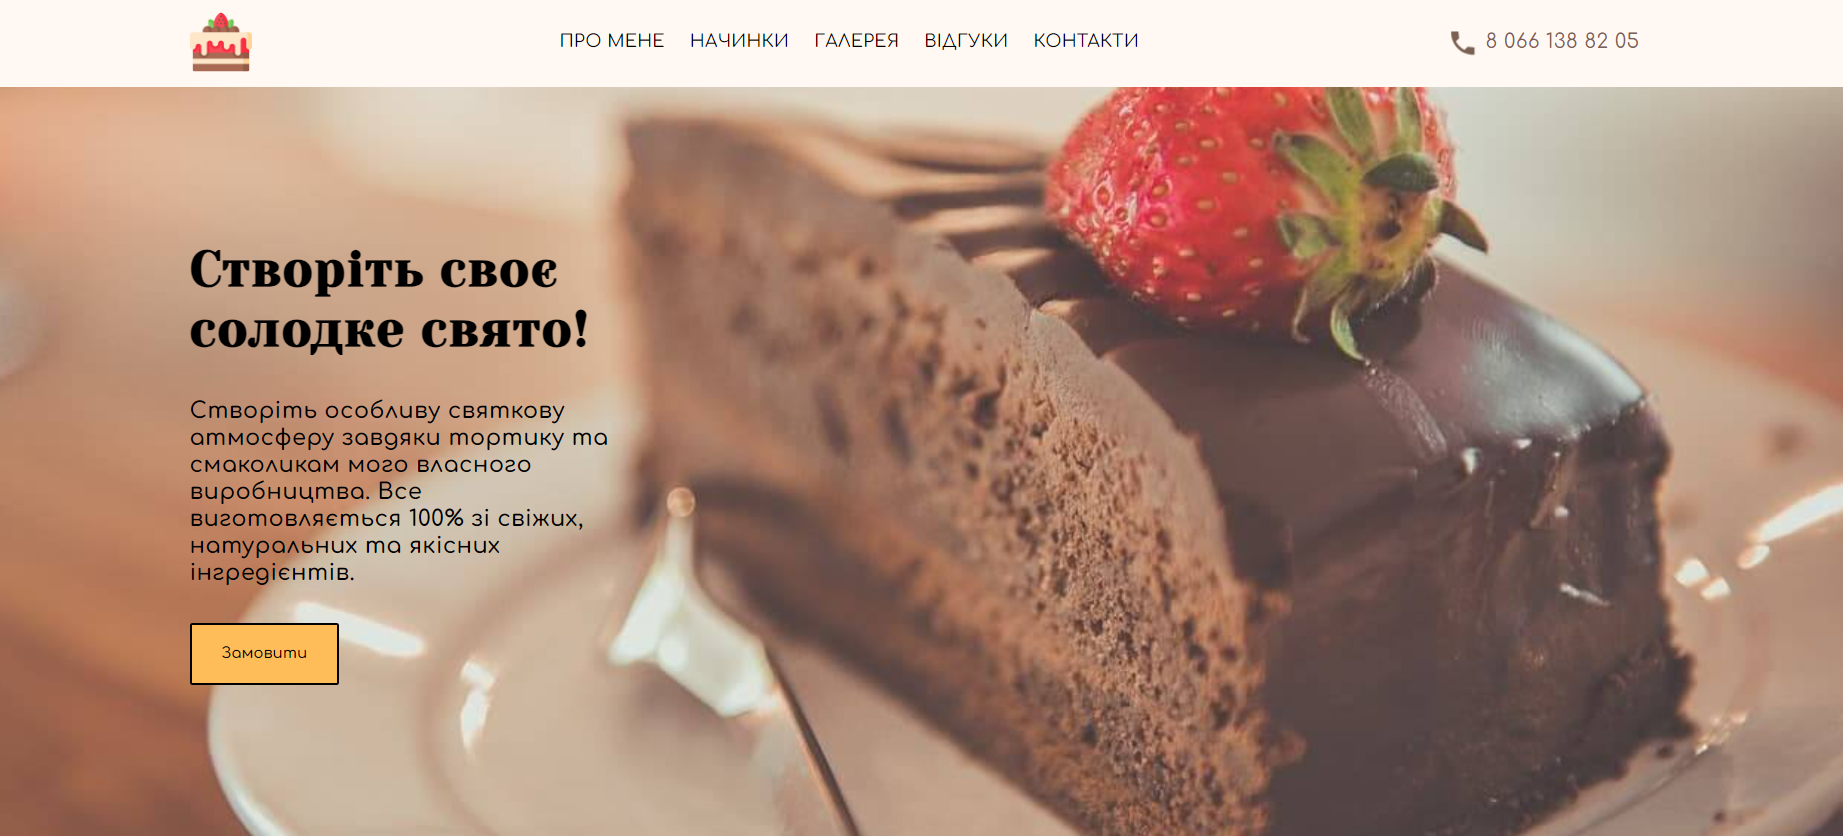 ПРО МЕНЕ НАЧИНКИ ГАЛЕРЕЯ ВІДГУКИ КОНТАКТИ 8 066 138 82 05
Створіть своє
солодке свято!
Створіть особливу святкову
атмосферу завдяки тортику та
смаколикам мого власного
виробництва. Все
виготовляється 100% зі свіжих,
натуральних та якісних
інгредієнтів.
Замовити